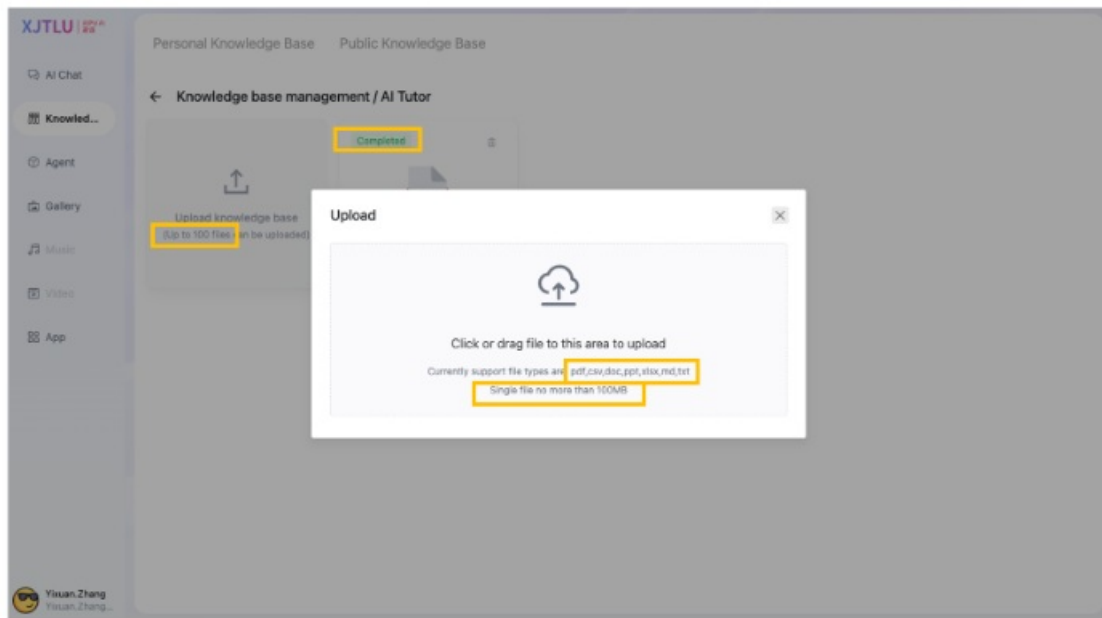 XJTLU
Personal Knowledge Base Public Knowledge Base
AI Chat
← Knowledge base management / AI Tutor
Knowled...
Completed
Agent
Upload knowledge base
(Up to 100 files can be uploaded)
Gallery
Music
Video
App
Upload
Click or drag file to this area to upload
Currently support file types are pdf,csv,doc,ppt,xlsx,md,txt
Single file no more than 100MB
Yixuan.Zhang
Yixuan.Zhang...